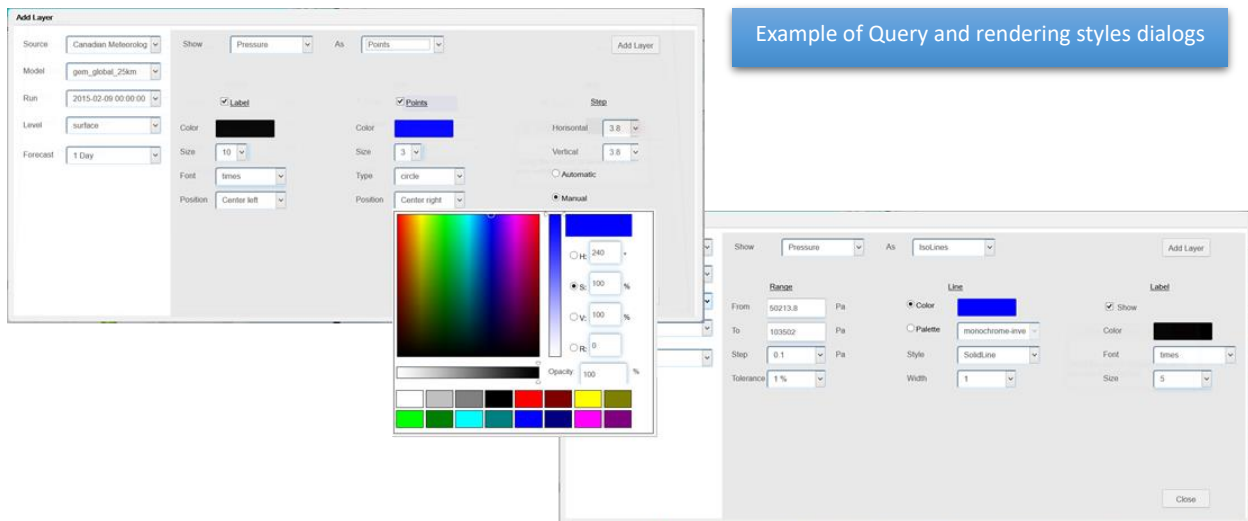 Add Layer
Example of Query and rendering styles dialogs
Source Canadian Meteorolog Show Pressure As Points Add Layer
Model gem_global_25km
Run 2015-02-09 00:00:00 Label Points Step
Level surface Color Color Horisontal 3.8
Forecast 1 Day Size 10 Size 3 Vertical 3.8
Font times Type circle Automatic
Position Center left Position Center right Manual
H: 240 °
S: 100 %
V: 100 %
R: 0
Opacity 100 %
Show Pressure As IsoLines Add Layer
Range Line Label
From 50213.8 Pa Color Show
To 103502 Pa Palette monochrome-inve Color
Step 0.1 Pa Style SolidLine Font times
Tolerance 1 % Width 1 Size 5
Close